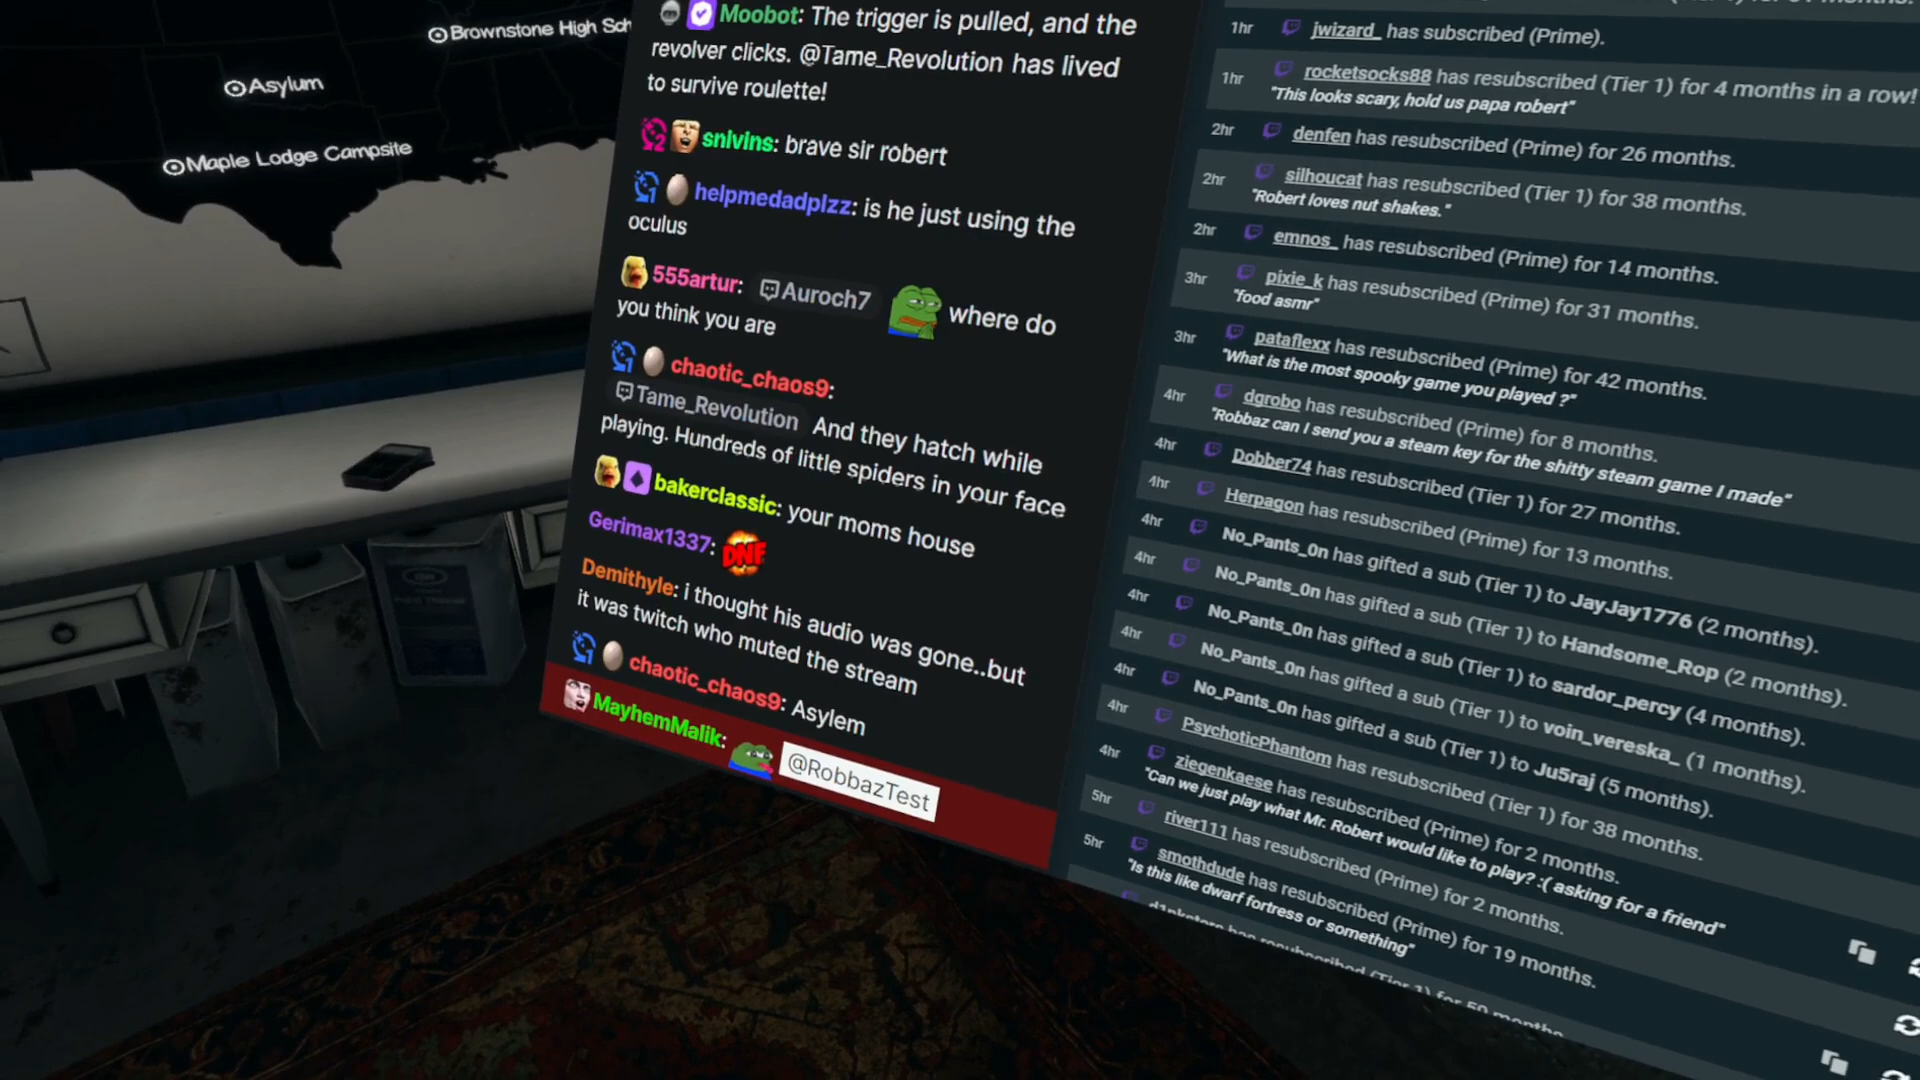 Brownstone High Sch
Asylum
Maple Lodge Campsite
Moobot: The trigger is pulled, and the
revolver clicks. @Tame_Revolution has lived
to survive roulette!
snlvins: brave sir robert
helpmedadplzz: is he just using the
oculus
555artur: Auroch7 where do
you think you are
chaotic_chaos9:
Tame_Revolution And they hatch while
playing. Hundreds of little spiders in your face
bakerclassic: your moms house
Gerimax1337: DNF
Demithyle: i thought his audio was gone..but
it was twitch who muted the stream
chaotic_chaos9: Asylem
MayhemMalik: @RobbazTest
1hr jwizard_ has subscribed (Prime).
1hr rocketsocks88 has resubscribed (Tier 1) for 4 months in a row!
"This looks scary, hold us papa robert"
2hr denfen has resubscribed (Prime) for 26 months.
2hr silhoucat has resubscribed (Tier 1) for 38 months.
"Robert loves nut shakes."
2hr emnos_ has resubscribed (Prime) for 14 months.
3hr pixie_k has resubscribed (Prime) for 31 months.
"food asmr"
3hr pataflexx has resubscribed (Prime) for 42 months.
"What is the most spooky game you played ?"
4hr dgrobo has resubscribed (Prime) for 8 months.
"Robbaz can I send you a steam key for the shitty steam game I made"
4hr Dobber74 has resubscribed (Tier 1) for 27 months.
4hr Herpagon has resubscribed (Prime) for 13 months.
4hr No_Pants_0n has gifted a sub (Tier 1) to JayJay1776 (2 months).
4hr No_Pants_0n has gifted a sub (Tier 1) to Handsome_Rop (2 months).
4hr No_Pants_0n has gifted a sub (Tier 1) to sardor_percy (4 months).
4hr No_Pants_0n has gifted a sub (Tier 1) to voin_vereska_ (1 months).
4hr No_Pants_0n has gifted a sub (Tier 1) to Ju5raj (5 months).
4hr PsychoticPhantom has resubscribed (Tier 1) for 38 months.
4hr ziegenkaese has resubscribed (Prime) for 2 months.
"Can we just play what Mr. Robert would like to play? :( asking for a friend"
5hr river111 has resubscribed (Prime) for 2 months.
5hr smothdude has resubscribed (Prime) for 19 months.
"Is this like dwarf fortress or something"